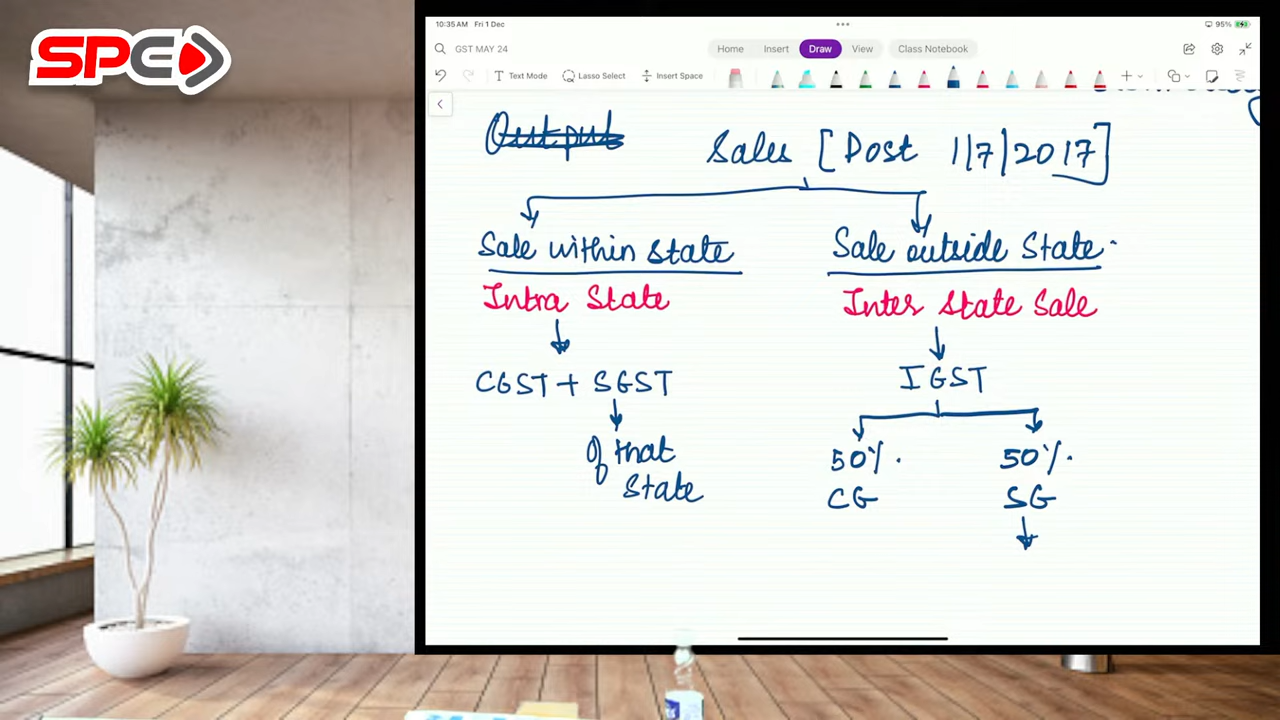 SPE
10:35 AM Fri 1 Dec
95%
GST MAY 24
Home Insert Draw View Class Notebook
Text Mode Lasso Select Insert Space
Output
Sales [Post 1/7/2017]
Sale within State
Sale outside State
Intra State
Inter State Sale
CGST + SGST
IGST
of that
State
50%
50%
CG
SG